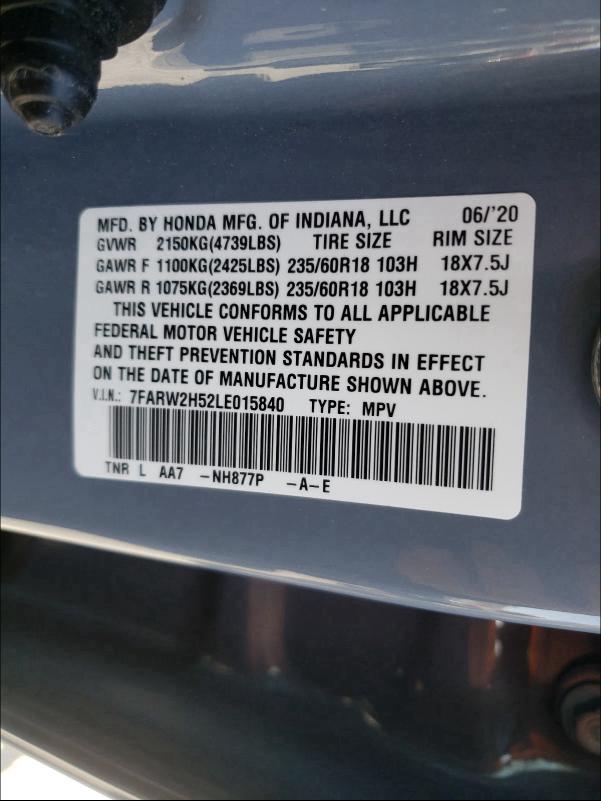 MFD. BY HONDA MFG. OF INDIANA, LLC 06/'20
GVWR 2150KG(4739LBS) TIRE SIZE RIM SIZE
GAWR F 1100KG(2425LBS) 235/60R18 103H 18X7.5J
GAWR R 1075KG(2369LBS) 235/60R18 103H 18X7.5J
THIS VEHICLE CONFORMS TO ALL APPLICABLE
FEDERAL MOTOR VEHICLE SAFETY
AND THEFT PREVENTION STANDARDS IN EFFECT
ON THE DATE OF MANUFACTURE SHOWN ABOVE.
V.I.N.: 7FARW2H52LE015840 TYPE: MPV
TNR L AA7 -NH877P -A-E